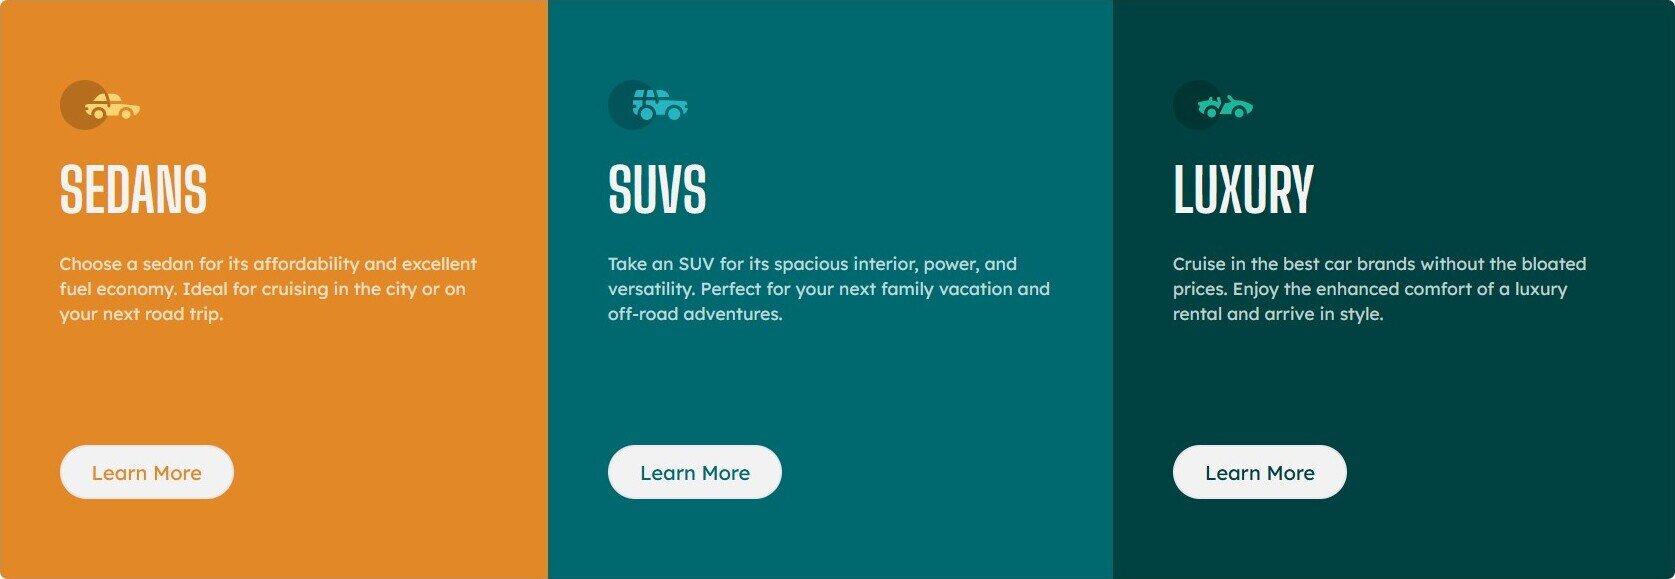 SEDANS
Choose a sedan for its affordability and excellent
fuel economy. Ideal for cruising in the city or on
your next road trip.
Learn More
SUVS
Take an SUV for its spacious interior, power, and
versatility. Perfect for your next family vacation and
off-road adventures.
Learn More
LUXURY
Cruise in the best car brands without the bloated
prices. Enjoy the enhanced comfort of a luxury
rental and arrive in style.
Learn More